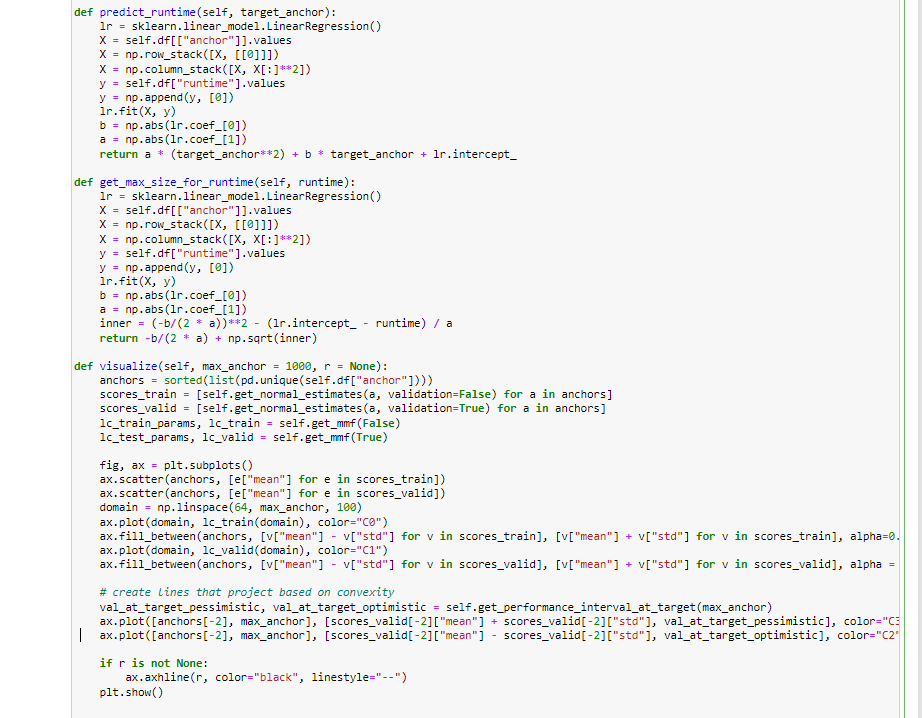 def predict_runtime(self, target_anchor):
    lr = sklearn.linear_model.LinearRegression()
    X = self.df[["anchor"]].values
    X = np.row_stack([X, [[0]]])
    X = np.column_stack([X, X[:]**2])
    y = self.df["runtime"].values
    y = np.append(y, [0])
    lr.fit(X, y)
    b = np.abs(lr.coef_[0])
    a = np.abs(lr.coef_[1])
    return a * (target_anchor**2) + b * target_anchor + lr.intercept_

def get_max_size_for_runtime(self, runtime):
    lr = sklearn.linear_model.LinearRegression()
    X = self.df[["anchor"]].values
    X = np.row_stack([X, [[0]]])
    X = np.column_stack([X, X[:]**2])
    y = self.df["runtime"].values
    y = np.append(y, [0])
    lr.fit(X, y)
    b = np.abs(lr.coef_[0])
    a = np.abs(lr.coef_[1])
    inner = (-b/(2 * a))**2 - (lr.intercept_ - runtime) / a
    return -b/(2 * a) + np.sqrt(inner)

def visualize(self, max_anchor = 1000, r = None):
    anchors = sorted(list(pd.unique(self.df["anchor"])))
    scores_train = [self.get_normal_estimates(a, validation=False) for a in anchors]
    scores_valid = [self.get_normal_estimates(a, validation=True) for a in anchors]
    lc_train_params, lc_train = self.get_mmf(False)
    lc_test_params, lc_valid = self.get_mmf(True)

    fig, ax = plt.subplots()
    ax.scatter(anchors, [e["mean"] for e in scores_train])
    ax.scatter(anchors, [e["mean"] for e in scores_valid])
    domain = np.linspace(64, max_anchor, 100)
    ax.plot(domain, lc_train(domain), color="C0")
    ax.fill_between(anchors, [v["mean"] - v["std"] for v in scores_train], [v["mean"] + v["std"] for v in scores_train], alpha=0.
    ax.plot(domain, lc_valid(domain), color="C1")
    ax.fill_between(anchors, [v["mean"] - v["std"] for v in scores_valid], [v["mean"] + v["std"] for v in scores_valid], alpha =

    # create lines that project based on convexity
    val_at_target_pessimistic, val_at_target_optimistic = self.get_performance_interval_at_target(max_anchor)
    ax.plot([anchors[-2], max_anchor], [scores_valid[-2]["mean"] + scores_valid[-2]["std"], val_at_target_pessimistic], color="C3
    ax.plot([anchors[-2], max_anchor], [scores_valid[-2]["mean"] - scores_valid[-2]["std"], val_at_target_optimistic], color="C2"

    if r is not None:
        ax.axhline(r, color="black", linestyle="--")
    plt.show()